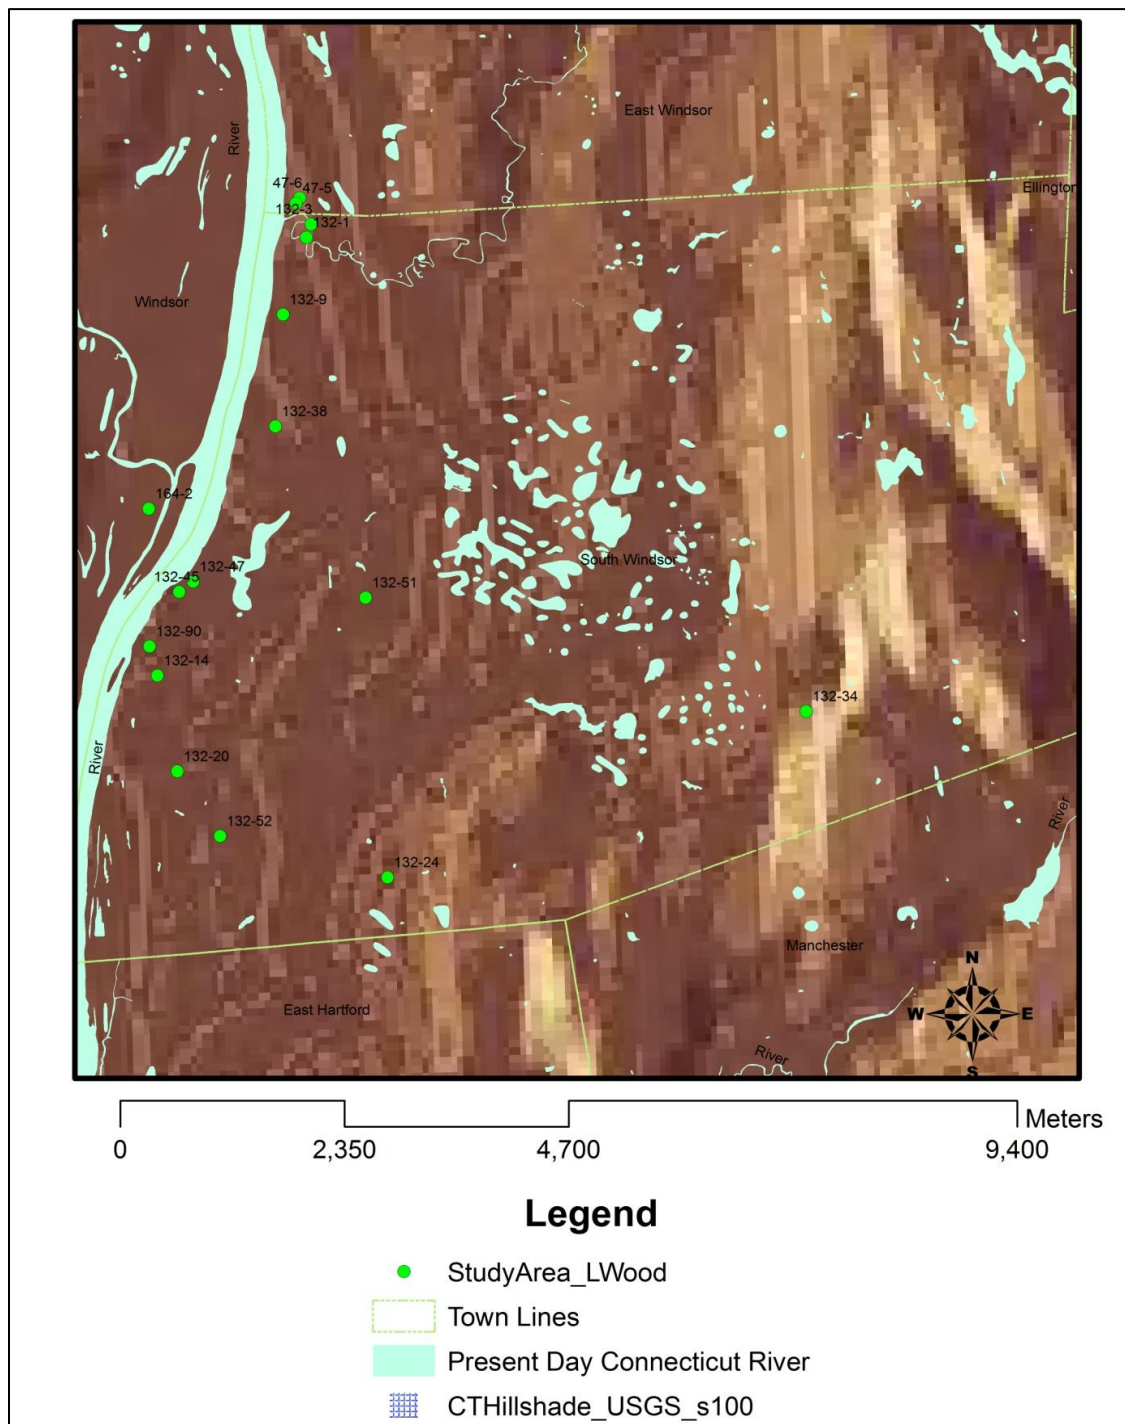 East Windsor
River
47-6
47-5
Ellington
132-3
132-1
Windsor
132-9
132-38
164-2
South Windsor
132-47
132-45
132-51
132-90
132-14
132-34
River
132-20
River
132-52
132-24
Manchester
N
East Hartford
W
E
River
S
Meters
0
2,350
4,700
9,400
Legend
StudyArea_LWood
Town Lines
Present Day Connecticut River
CTHillshade_USGS_s100